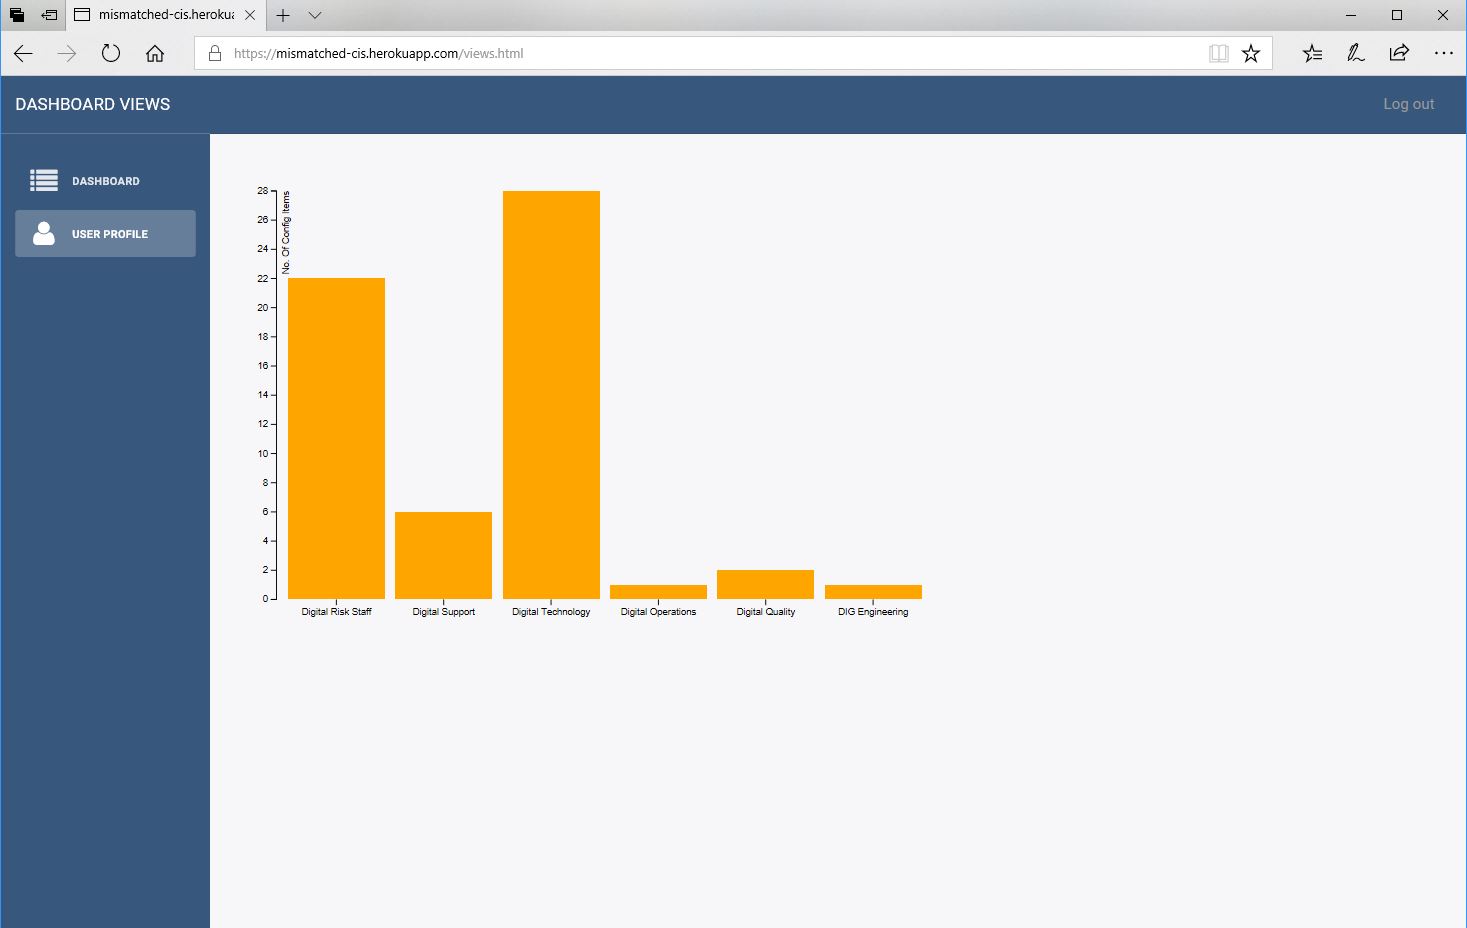 mismatched-cis.heroku
https://mismatched-cis.herokuapp.com/views.html
DASHBOARD VIEWS
Log out
DASHBOARD
USER PROFILE
No. Of Config Items
28
26
24
22
20
18
16
14
12
10
8
6
4
2
0
Digital Risk Staff
Digital Support
Digital Technology
Digital Operations
Digital Quality
DIG Engineering